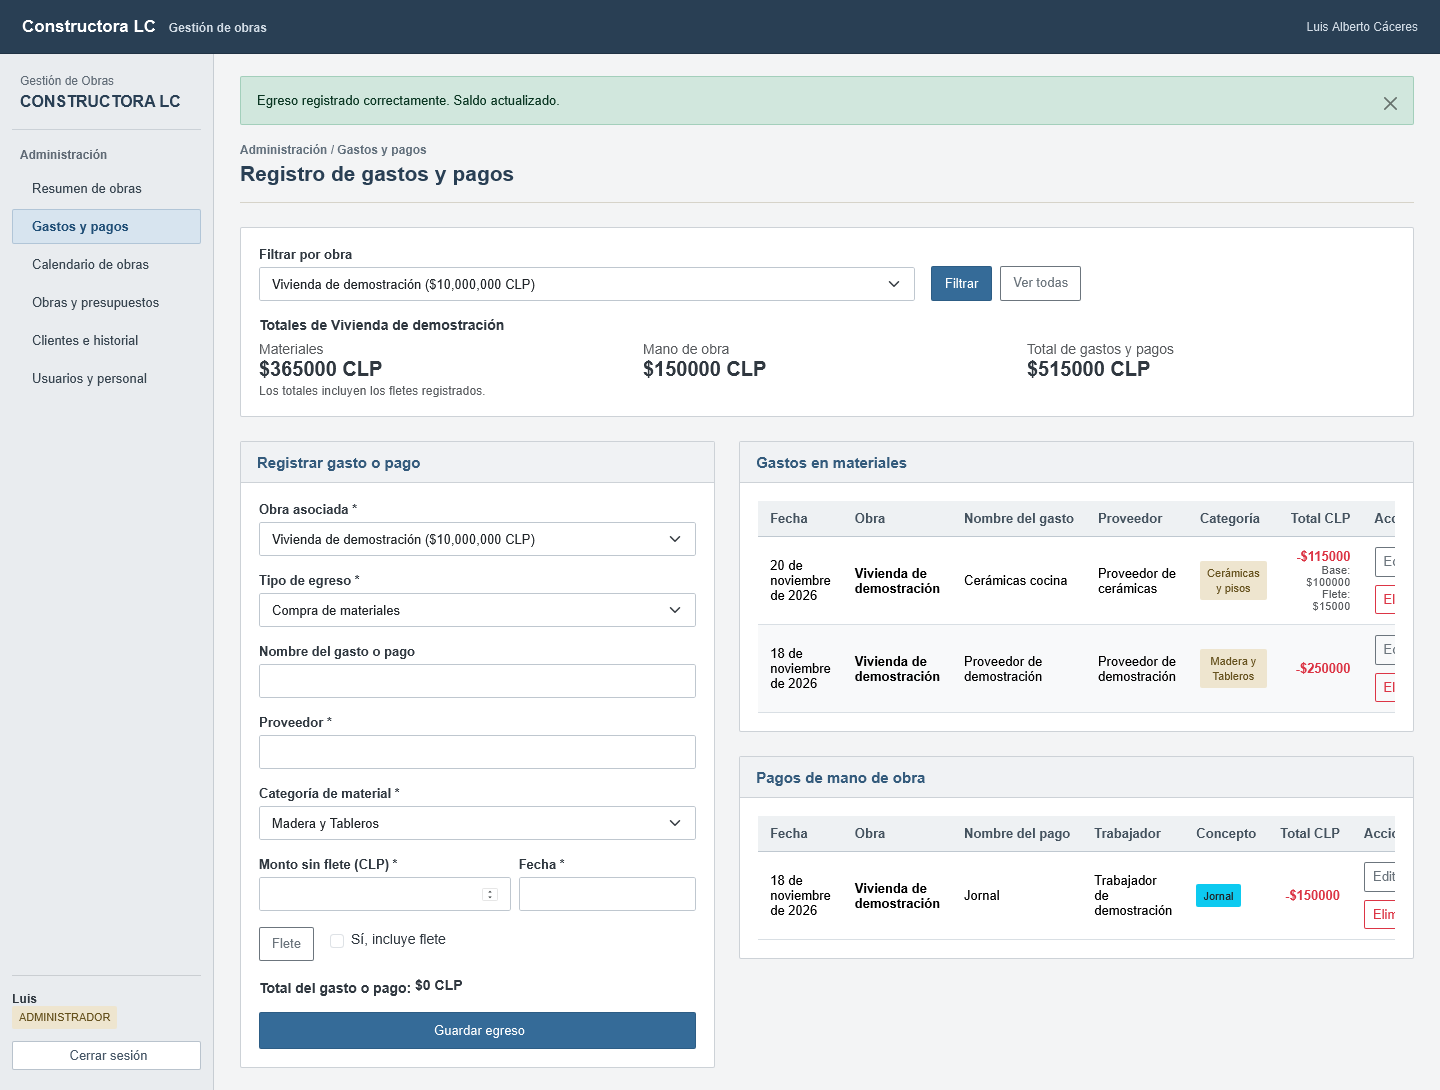 Constructora LC Gestión de obras
Luis Alberto Cáceres
Gestión de Obras
CONSTRUCTORA LC
Administración
Resumen de obras
Gastos y pagos
Calendario de obras
Obras y presupuestos
Clientes e historial
Usuarios y personal
Luis
ADMINISTRADOR
Cerrar sesión
Egreso registrado correctamente. Saldo actualizado.
Administración / Gastos y pagos
Registro de gastos y pagos
Filtrar por obra
Vivienda de demostración ($10,000,000 CLP)
Filtrar
Ver todas
Totales de Vivienda de demostración
Materiales
$365000 CLP
Los totales incluyen los fletes registrados.
Mano de obra
$150000 CLP
Total de gastos y pagos
$515000 CLP
Registrar gasto o pago
Obra asociada *
Vivienda de demostración ($10,000,000 CLP)
Tipo de egreso *
Compra de materiales
Nombre del gasto o pago
Proveedor *
Categoría de material *
Madera y Tableros
Monto sin flete (CLP) *
Fecha *
Flete
Sí, incluye flete
Total del gasto o pago: $0 CLP
Guardar egreso
Gastos en materiales
Fecha Obra Nombre del gasto Proveedor Categoría Total CLP Acc
20 de
noviembre
de 2026
Vivienda de
demostración
Cerámicas cocina
Proveedor de
cerámicas
Cerámicas
y pisos
-$115000
Base:
$100000
Flete:
$15000
Ed
El
18 de
noviembre
de 2026
Vivienda de
demostración
Proveedor de
demostración
Proveedor de
demostración
Madera y
Tableros
-$250000
Ed
El
Pagos de mano de obra
Fecha Obra Nombre del pago Trabajador Concepto Total CLP Accio
18 de
noviembre
de 2026
Vivienda de
demostración
Jornal
Trabajador
de
demostración
Jornal
-$150000
Edit
Elim